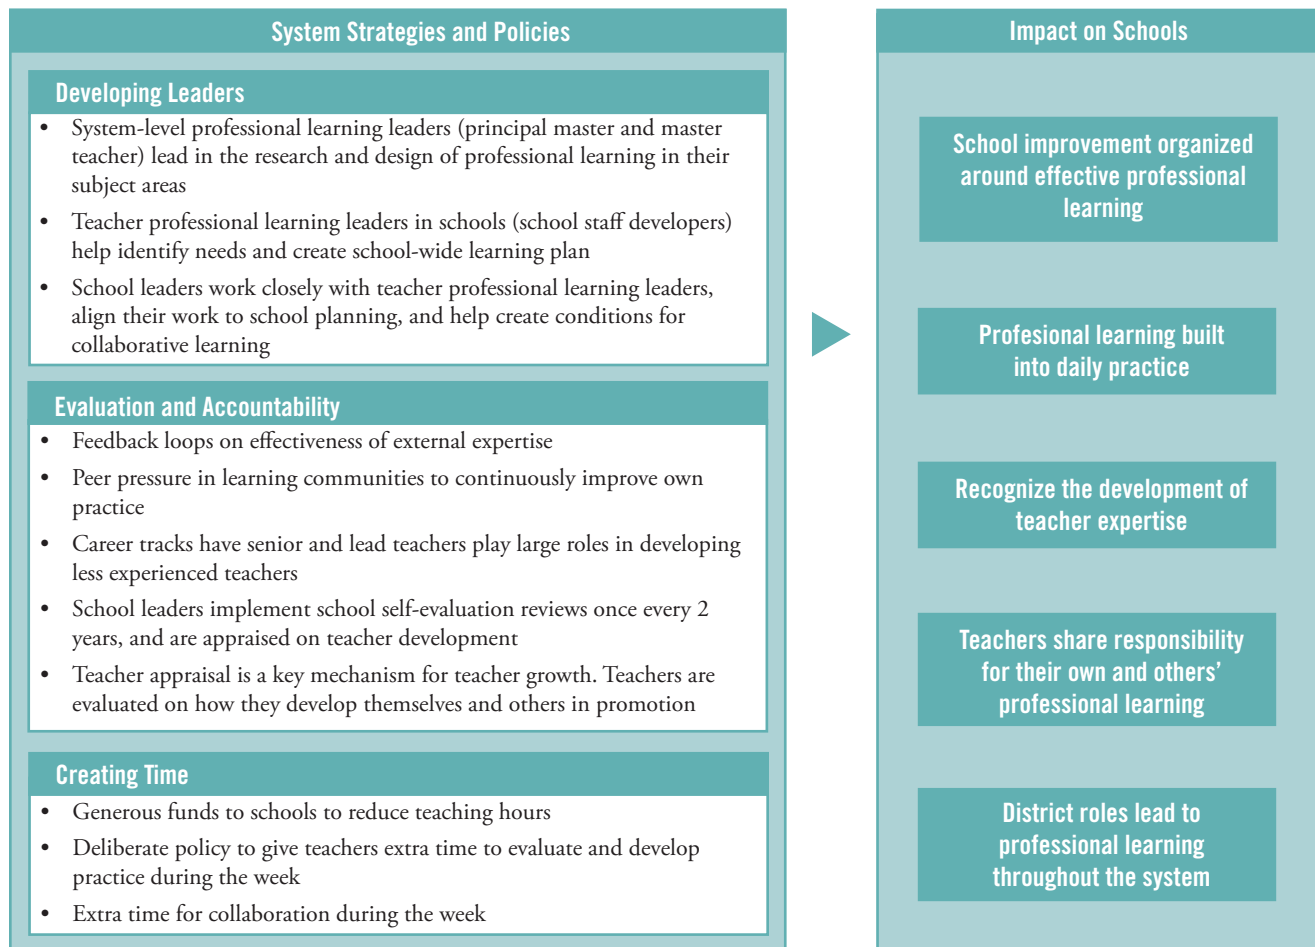 System Strategies and Policies
Developing Leaders
• System-level professional learning leaders (principal master and master
teacher) lead in the research and design of professional learning in their
subject areas
• Teacher professional learning leaders in schools (school staff developers)
help identify needs and create school-wide learning plan
• School leaders work closely with teacher professional learning leaders,
align their work to school planning, and help create conditions for
collaborative learning
Evaluation and Accountability
• Feedback loops on effectiveness of external expertise
• Peer pressure in learning communities to continuously improve own
practice
• Career tracks have senior and lead teachers play large roles in developing
less experienced teachers
• School leaders implement school self-evaluation reviews once every 2
years, and are appraised on teacher development
• Teacher appraisal is a key mechanism for teacher growth. Teachers are
evaluated on how they develop themselves and others in promotion
Creating Time
• Generous funds to schools to reduce teaching hours
• Deliberate policy to give teachers extra time to evaluate and develop
practice during the week
• Extra time for collaboration during the week
Impact on Schools
School improvement organized
around effective professional
learning
Profesional learning built
into daily practice
Recognize the development of
teacher expertise
Teachers share responsibility
for their own and others’
professional learning
District roles lead to
professional learning
throughout the system